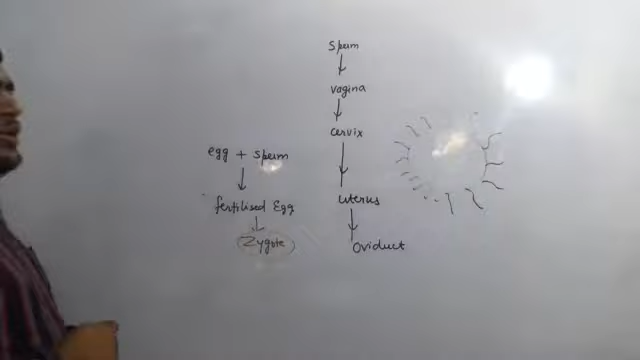 Sperm
vagina
cervix
uterus
Oviduct
egg + sperm
fertilised Egg
Zygote